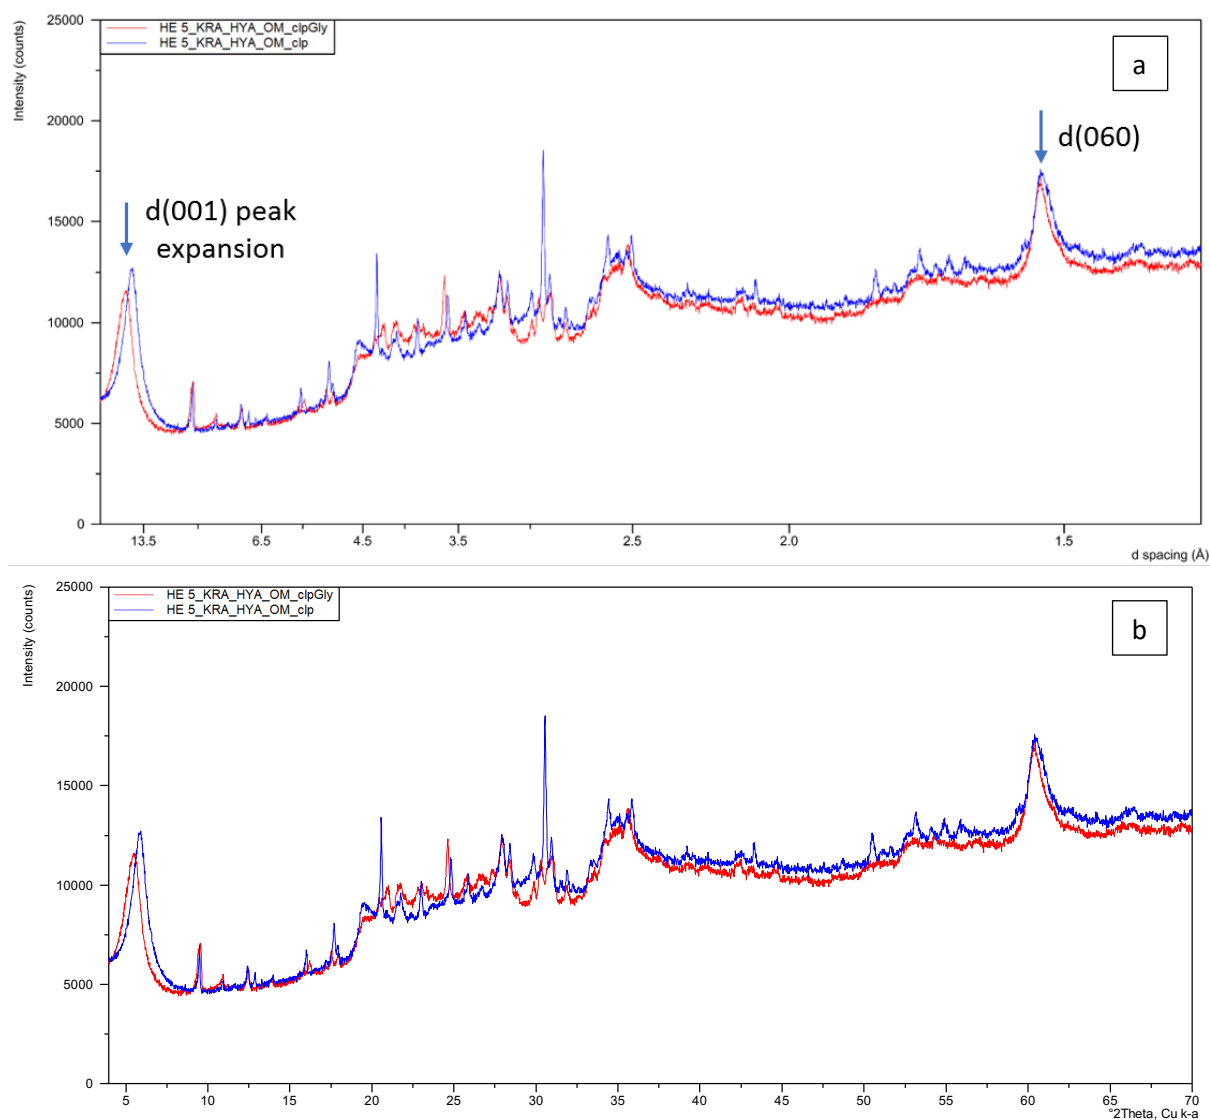 Intensity (counts)
25000
HE 5_KRA_HYA_OM_clpGly
HE 5_KRA_HYA_OM_clp
a
20000
d(060)
d(001) peak
expansion
15000
10000
5000
0
13.5 6.5 4.5 3.5 2.5 2.0 1.5
d spacing (Å)
Intensity (counts)
25000
HE 5_KRA_HYA_OM_clpGly
HE 5_KRA_HYA_OM_clp
b
20000
15000
10000
5000
0
5 10 15 20 25 30 35 40 45 50 55 60 65 70
°2Theta, Cu k-a